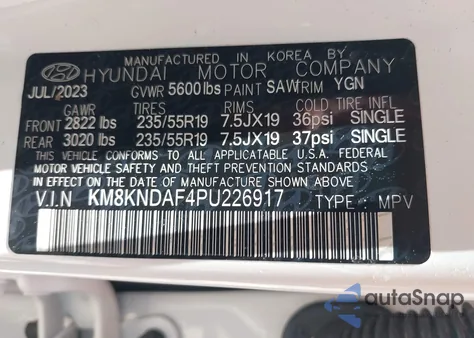 MANUFACTURED IN KOREA BY
HYUNDAI MOTOR COMPANY
JUL/2023 GVWR 5600lbs PAINT SAW TRIM YGN
GAWR TIRES RIMS COLD TIRE INFL
FRONT 2822 lbs 235/55R19 7.5JX19 36psi SINGLE
REAR 3020 lbs 235/55R19 7.5JX19 37psi SINGLE
THIS VEHICLE CONFORMS TO ALL APPLICABLE U.S.A. FEDERAL
MOTOR VEHICLE SAFETY, BUMPER, AND THEFT PREVENTION
STANDARDS IN EFFECT ON THE DATE OF MANUFACTURE SHOWN ABOVE.
V.I.N KM8KNDAF4PU226917 TYPE : MPV
autoSnap